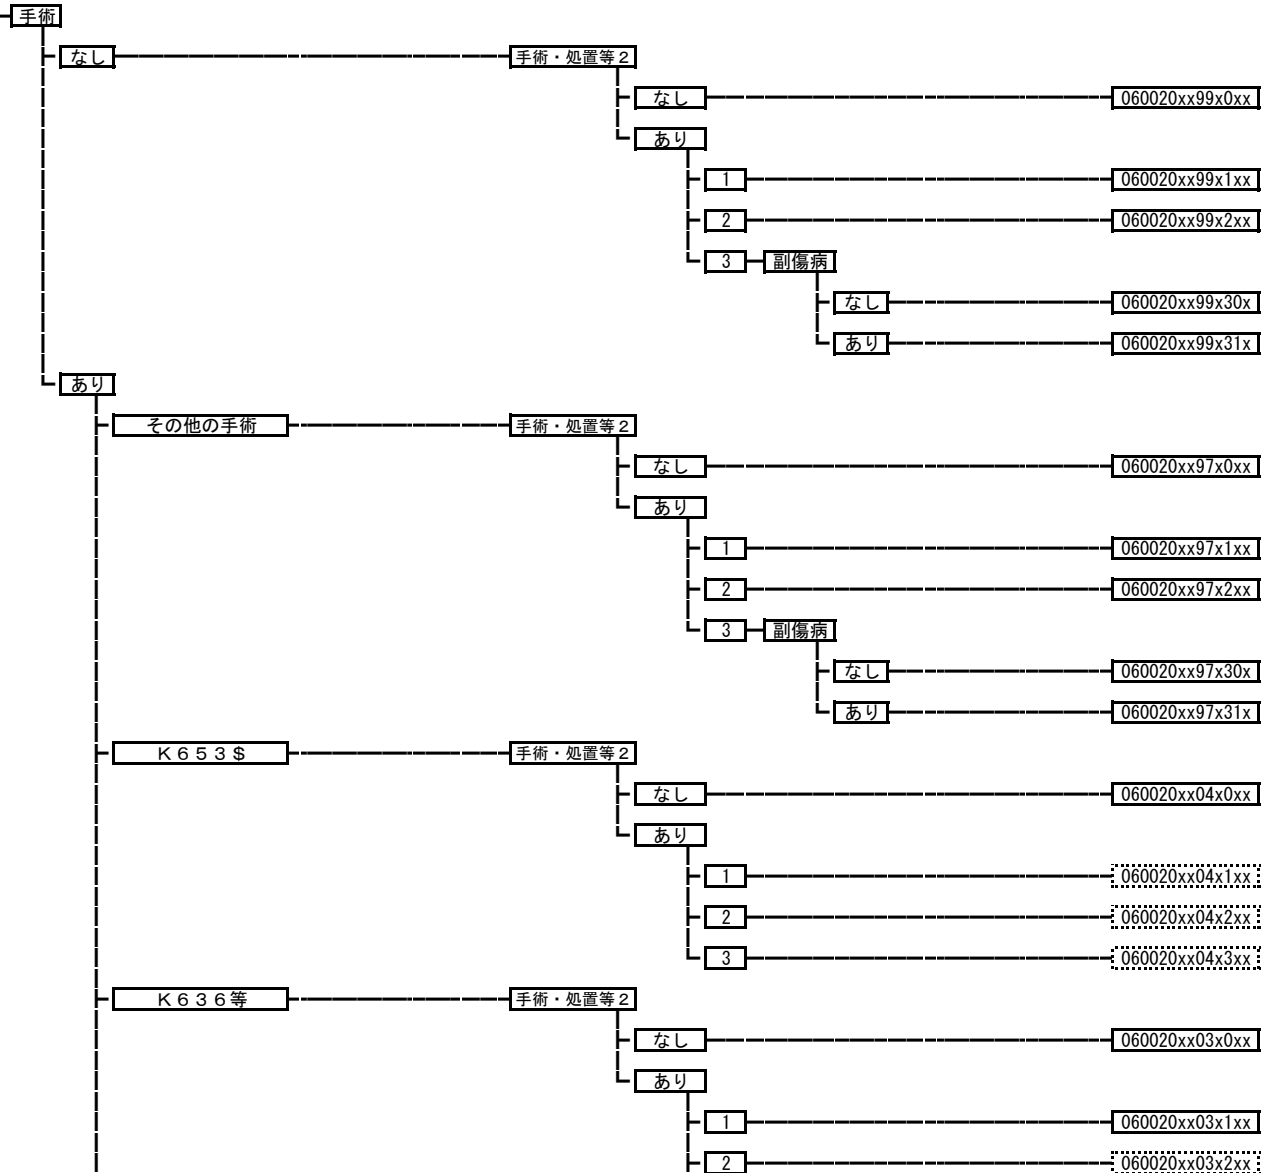 手術
なし 手術・処置等２
なし 060020xx99x0xx
あり
1 060020xx99x1xx
2 060020xx99x2xx
3 副傷病
なし 060020xx99x30x
あり 060020xx99x31x
あり
その他の手術 手術・処置等２
なし 060020xx97x0xx
あり
1 060020xx97x1xx
2 060020xx97x2xx
3 副傷病
なし 060020xx97x30x
あり 060020xx97x31x
Ｋ６５３＄ 手術・処置等２
なし 060020xx04x0xx
あり
1 060020xx04x1xx
2 060020xx04x2xx
3 060020xx04x3xx
Ｋ６３６等 手術・処置等２
なし 060020xx03x0xx
あり
1 060020xx03x1xx
2 060020xx03x2xx